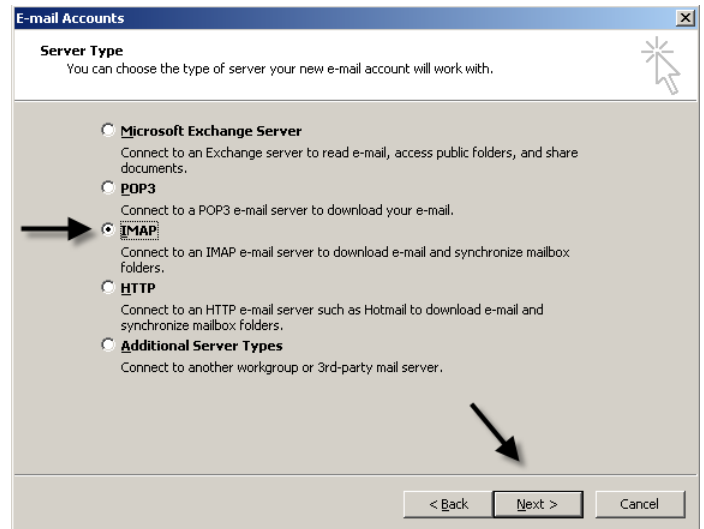 E-mail Accounts
Server Type
You can choose the type of server your new e-mail account will work with.
Microsoft Exchange Server
Connect to an Exchange server to read e-mail, access public folders, and share
documents.
POP3
Connect to a POP3 e-mail server to download your e-mail.
IMAP
Connect to an IMAP e-mail server to download e-mail and synchronize mailbox
folders.
HTTP
Connect to an HTTP e-mail server such as Hotmail to download e-mail and
synchronize mailbox folders.
Additional Server Types
Connect to another workgroup or 3rd-party mail server.
< Back Next > Cancel